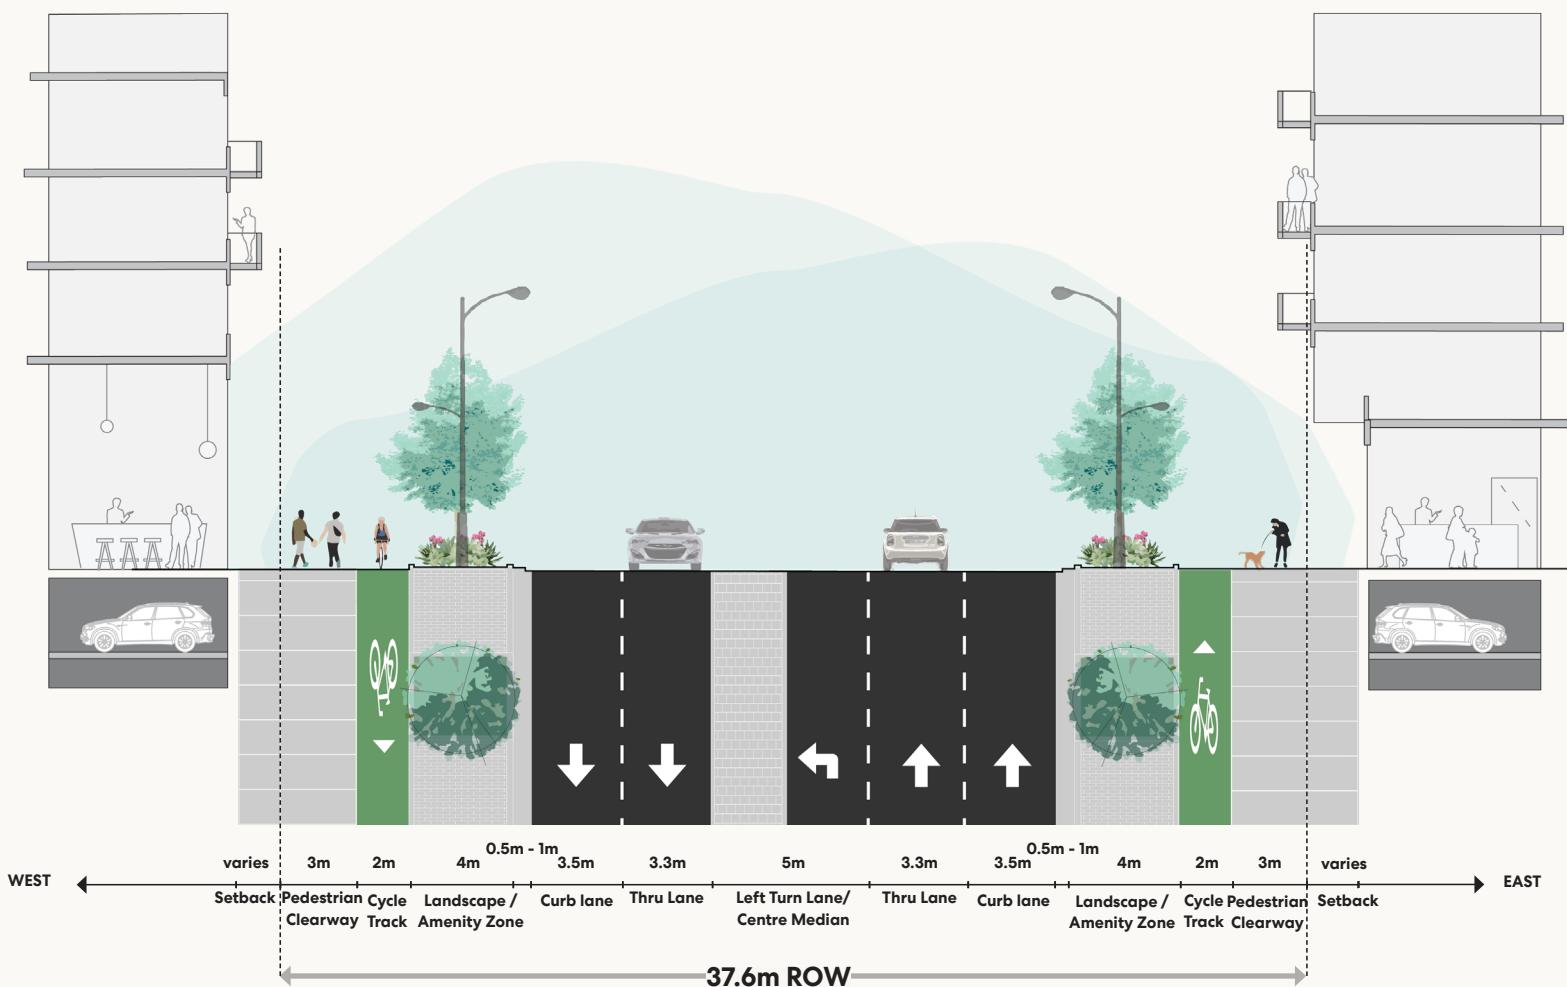 0.5m - 1m 0.5m - 1m
varies 3m 2m 4m 3.5m 3.3m 5m 3.3m 3.5m 4m 2m 3m varies
WEST EAST
Setback Pedestrian Cycle Landscape / Curb lane Thru Lane Left Turn Lane/ Thru Lane Curb lane Landscape / Cycle Pedestrian Setback
Clearway Track Amenity Zone Centre Median Amenity Zone Track Clearway
37.6m ROW